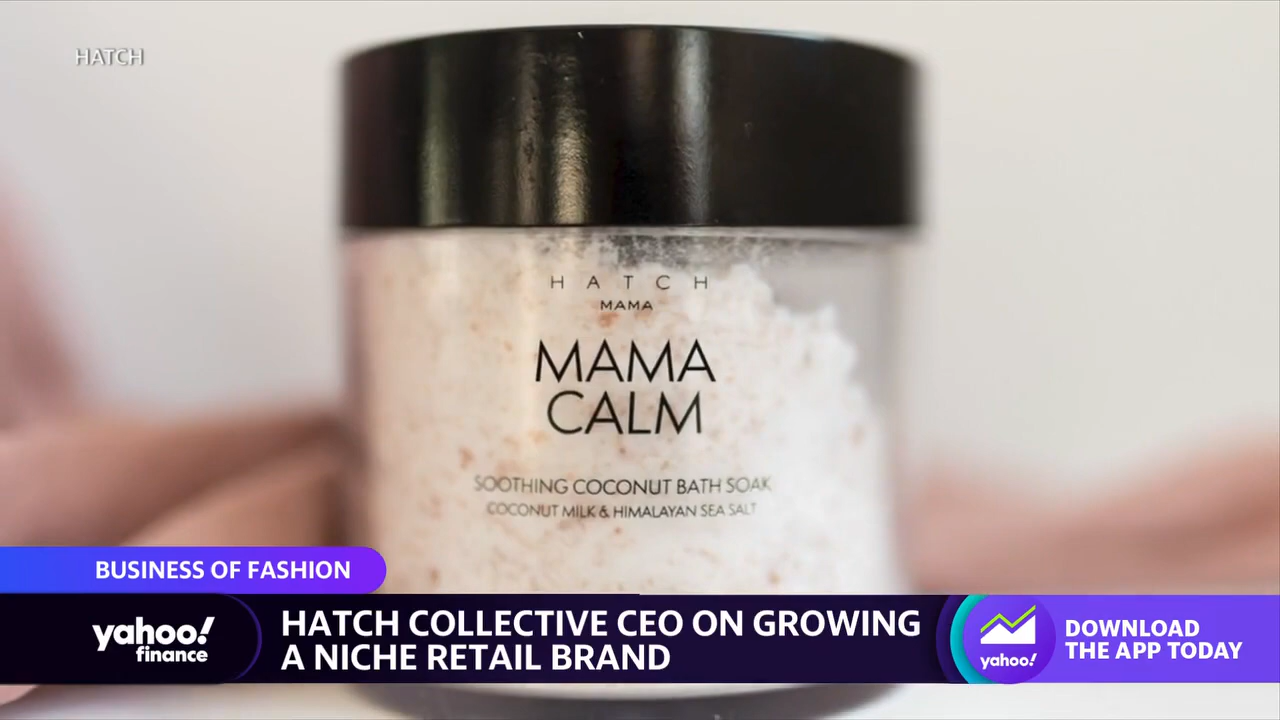 HATCH
HATCH
MAMA
MAMA
CALM
SOOTHING COCONUT BATH SOAK
COCONUT MILK & HIMALAYAN SEA SALT
BUSINESS OF FASHION
yahoo!
finance
HATCH COLLECTIVE CEO ON GROWING
A NICHE RETAIL BRAND
yahoo!
DOWNLOAD
THE APP TODAY